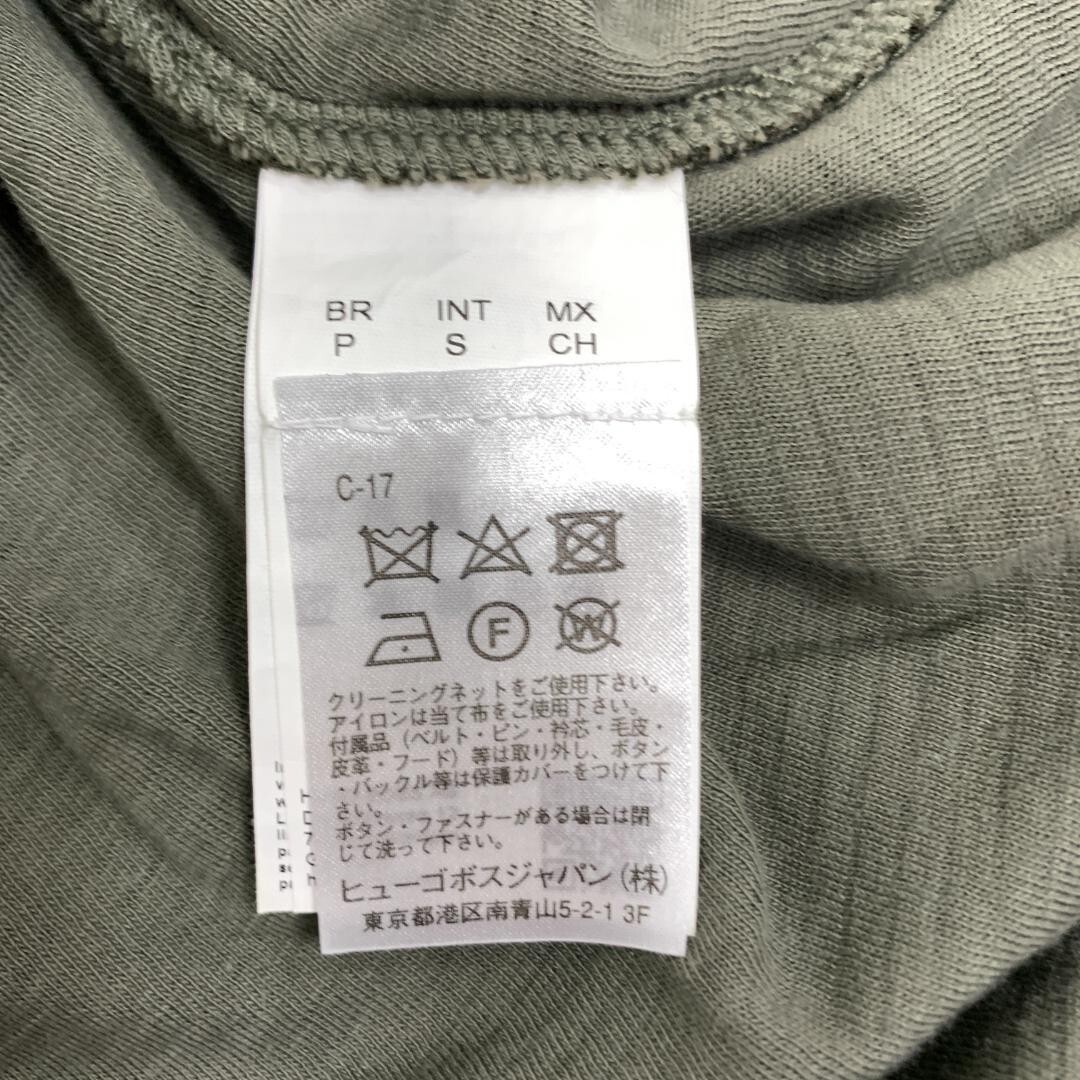 BR INT MX
P S CH
C-17
F W
クリーニングネットをご使用下さい。
アイロンは当て布をご使用下さい。
付属品（ベルト・ピン・衿芯・毛皮・
皮革・フード）等は取り外し、ボタン
・バックル等は保護カバーをつけて下
さい。
ボタン・ファスナーがある場合は閉
じて洗って下さい。
ヒューゴボスジャパン（株）
東京都港区南青山5-2-1 3F